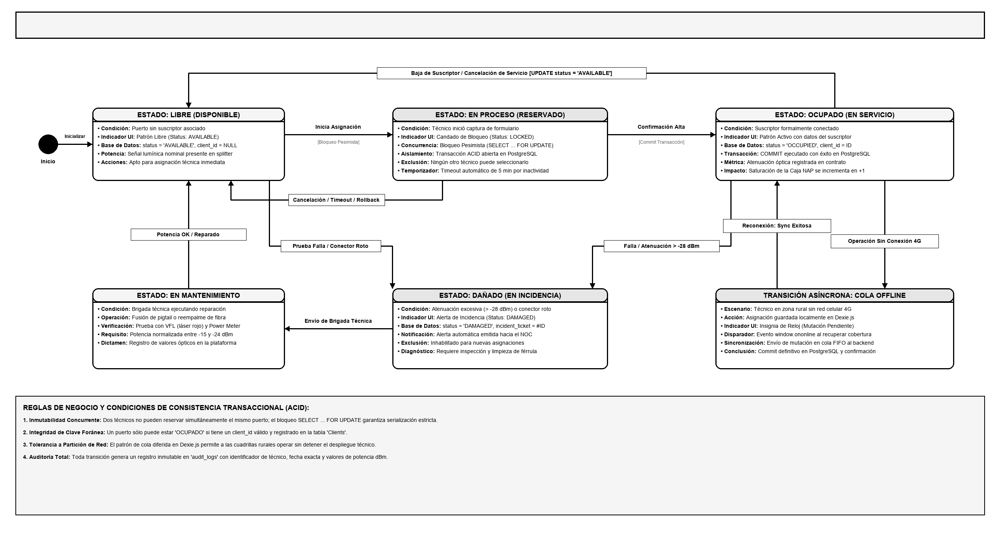 Baja de Suscriptor / Cancelación de Servicio [UPDATE status = 'AVAILABLE']
Inicializar
Inicio
ESTADO: LIBRE (DISPONIBLE)
• Condición: Puerto sin suscriptor asociado
• Indicador UI: Patrón Libre (Status: AVAILABLE)
• Base de Datos: status = 'AVAILABLE', client_id = NULL
• Potencia: Señal lumínica nominal presente en splitter
• Acciones: Apto para asignación técnica inmediata
Inicia Asignación
[Bloqueo Pesimista]
ESTADO: EN PROCESO (RESERVADO)
• Condición: Técnico inició captura de formulario
• Indicador UI: Candado de Bloqueo (Status: LOCKED)
• Concurrencia: Bloqueo Pesimista (SELECT ... FOR UPDATE)
• Aislamiento: Transacción ACID abierta en PostgreSQL
• Exclusión: Ningún otro técnico puede seleccionarlo
• Temporizador: Timeout automático de 5 min por inactividad
Confirmación Alta
[Commit Transacción]
ESTADO: OCUPADO (EN SERVICIO)
• Condición: Suscriptor formalmente conectado
• Indicador UI: Patrón Activo con datos del suscriptor
• Base de Datos: status = 'OCCUPIED', client_id = ID
• Transacción: COMMIT ejecutado con éxito en PostgreSQL
• Métrica: Atenuación óptica registrada en contrato
• Impacto: Saturación de la Caja NAP se incrementa en +1
Cancelación / Timeout / Rollback
Potencia OK / Reparado
Prueba Falla / Conector Roto
Falla / Atenuación > -28 dBm
Reconexión: Sync Exitosa
Operación Sin Conexión 4G
ESTADO: EN MANTENIMIENTO
• Condición: Brigada técnica ejecutando reparación
• Operación: Fusión de pigtail o reempalme de fibra
• Verificación: Prueba con VFL (láser rojo) y Power Meter
• Requisito: Potencia normalizada entre -15 y -24 dBm
• Dictamen: Registro de valores ópticos en la plataforma
Envío de Brigada Técnica
ESTADO: DAÑADO (EN INCIDENCIA)
• Condición: Atenuación excesiva (> -28 dBm) o conector roto
• Indicador UI: Alerta de Incidencia (Status: DAMAGED)
• Base de Datos: status = 'DAMAGED', incident_ticket = #ID
• Notificación: Alerta automática emitida hacia el NOC
• Exclusión: Inhabilitado para nuevas asignaciones
• Diagnóstico: Requiere inspección y limpieza de férrula
TRANSICIÓN ASÍNCRONA: COLA OFFLINE
• Escenario: Técnico en zona rural sin red celular 4G
• Acción: Asignación guardada localmente en Dexie.js
• Indicador UI: Insignia de Reloj (Mutación Pendiente)
• Disparador: Evento window.ononline al recuperar cobertura
• Sincronización: Envío de mutación en cola FIFO al backend
• Conclusión: Commit definitivo en PostgreSQL y confirmación
REGLAS DE NEGOCIO Y CONDICIONES DE CONSISTENCIA TRANSACCIONAL (ACID):
1. Inmutabilidad Concurrente: Dos técnicos no pueden reservar simultáneamente el mismo puerto; el bloqueo SELECT ... FOR UPDATE garantiza serialización estricta.
2. Integridad de Clave Foránea: Un puerto sólo puede estar 'OCUPADO' si tiene un client_id válido y registrado en la tabla 'Clients'.
3. Tolerancia a Partición de Red: El patrón de cola diferida en Dexie.js permite a las cuadrillas rurales operar sin detener el despliegue técnico.
4. Auditoría Total: Toda transición genera un registro inmutable en 'audit_logs' con identificador de técnico, fecha exacta y valores de potencia dBm.